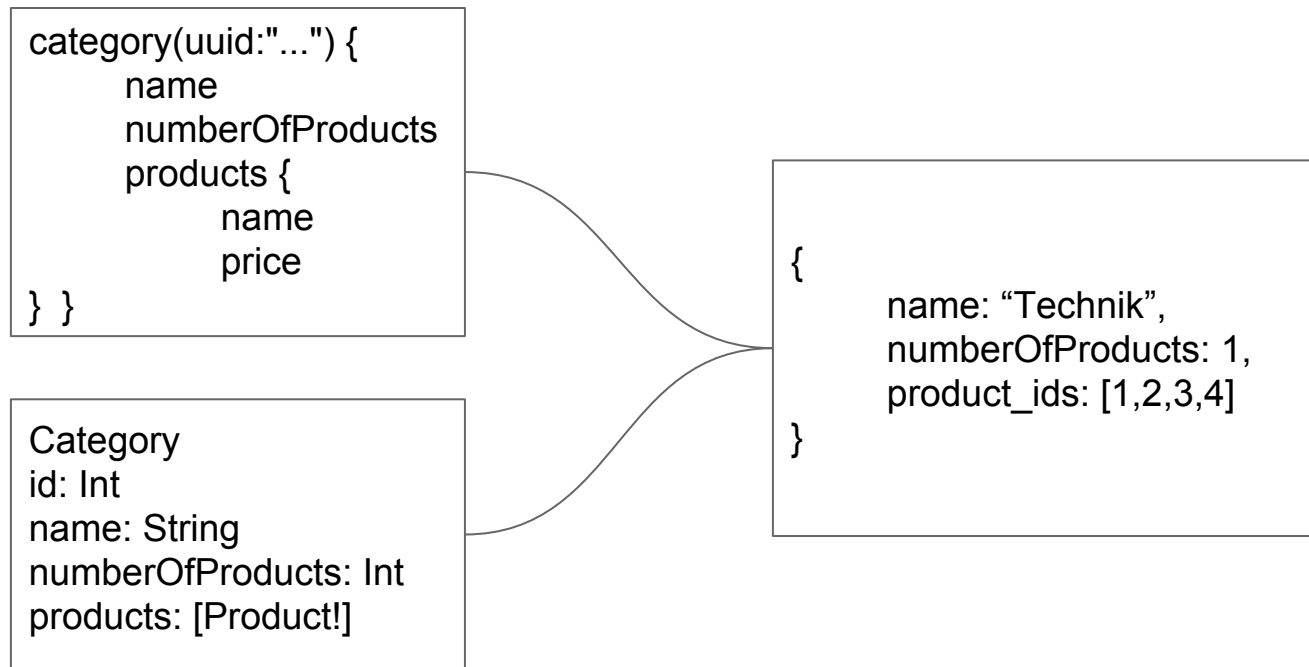 category(uuid:"...") {
name
numberOfProducts
products {
name
price
} }
Category
id: Int
name: String
numberOfProducts: Int
products: [Product!]
{
name: “Technik”,
numberOfProducts: 1,
product_ids: [1,2,3,4]
}